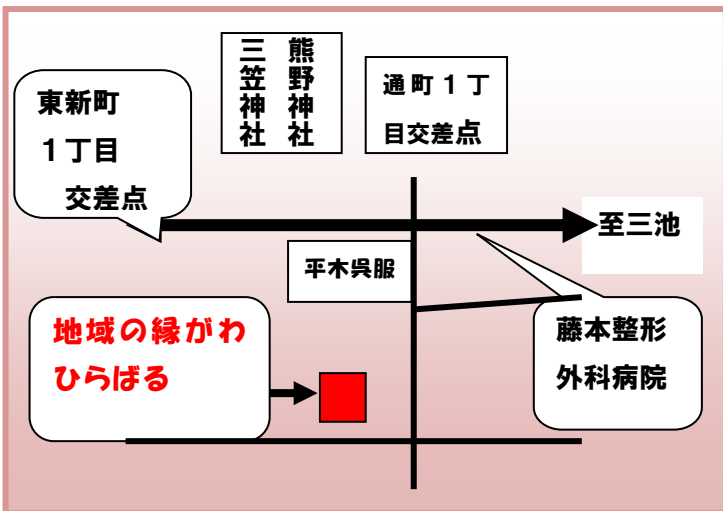 熊野神社
三笠神社
通町１丁
目交差点
東新町
１丁目
交差点
至三池
平木呉服
地域の縁がわ
ひらばる
藤本整形
外科病院